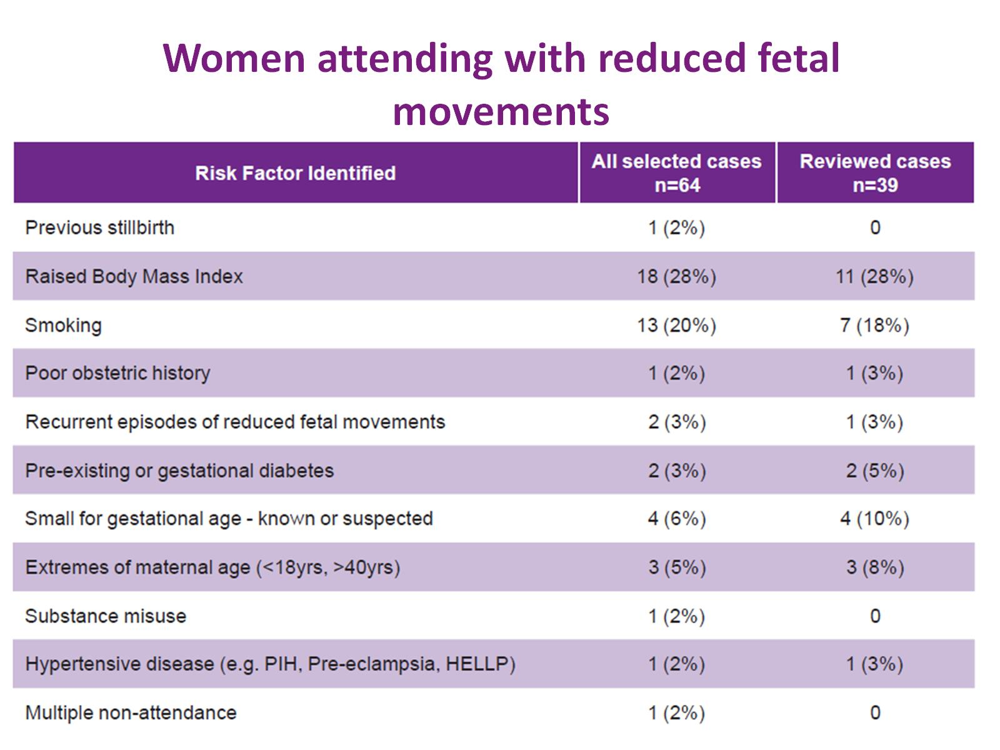 Women attending with reduced fetal
movements
Risk Factor Identified All selected cases n=64 Reviewed cases n=39
Previous stillbirth 1 (2%) 0
Raised Body Mass Index 18 (28%) 11 (28%)
Smoking 13 (20%) 7 (18%)
Poor obstetric history 1 (2%) 1 (3%)
Recurrent episodes of reduced fetal movements 2 (3%) 1 (3%)
Pre-existing or gestational diabetes 2 (3%) 2 (5%)
Small for gestational age - known or suspected 4 (6%) 4 (10%)
Extremes of maternal age (<18yrs, >40yrs) 3 (5%) 3 (8%)
Substance misuse 1 (2%) 0
Hypertensive disease (e.g. PIH, Pre-eclampsia, HELLP) 1 (2%) 1 (3%)
Multiple non-attendance 1 (2%) 0